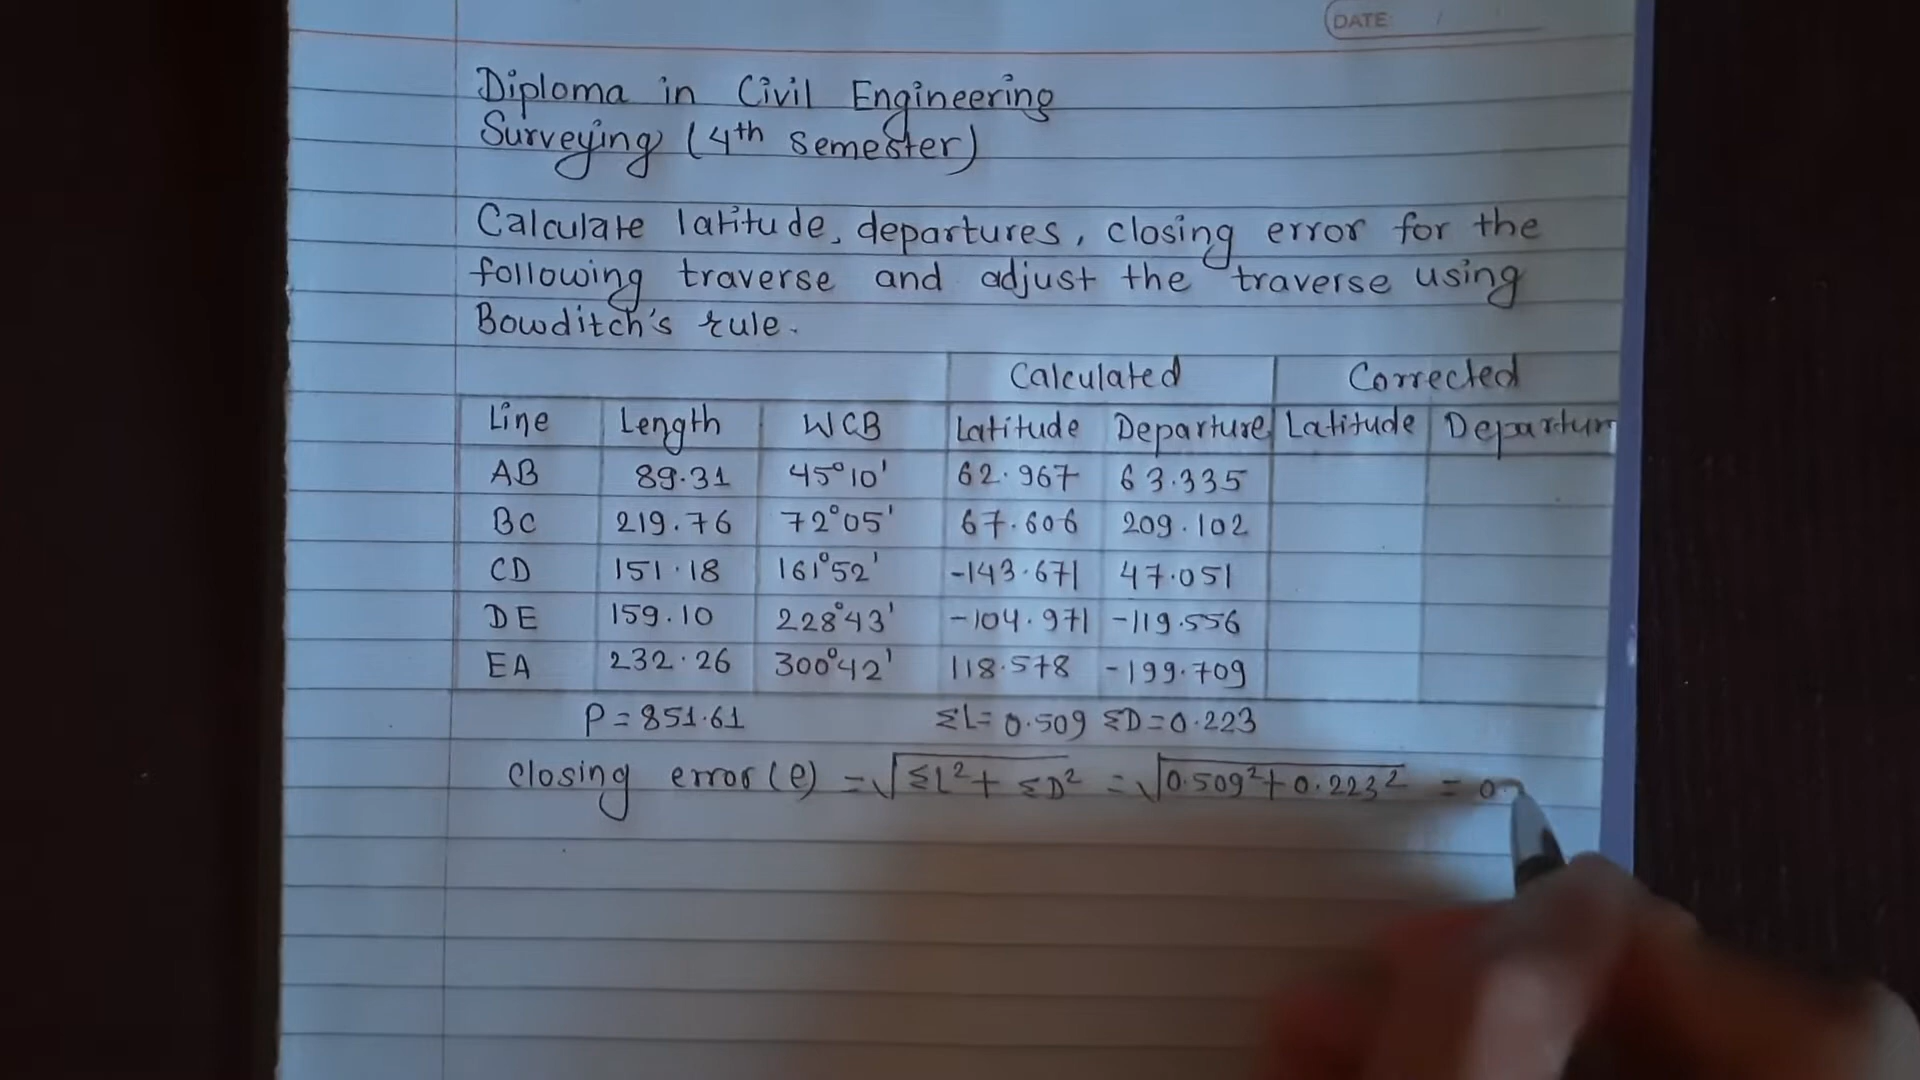 DATE
Diploma in Civil Engineering
Surveying (4th semester)
Calculate latitude, departures, closing error for the
following traverse and adjust the traverse using
Bowditch's rule.
Calculated Corrected
Line Length WCB Latitude Departure Latitude Departure
AB 89.31 45°10' 62.967 63.335
BC 219.76 72°05' 67.606 209.102
CD 151.18 161°52' -143.671 47.051
DE 159.10 228°43' -104.971 -119.556
EA 232.26 300°42' 118.578 -199.709
P = 851.61 ΣL = 0.509 ΣD = 0.223
closing error (e) = √ΣL² + ΣD² = √0.509² + 0.223² = 0.